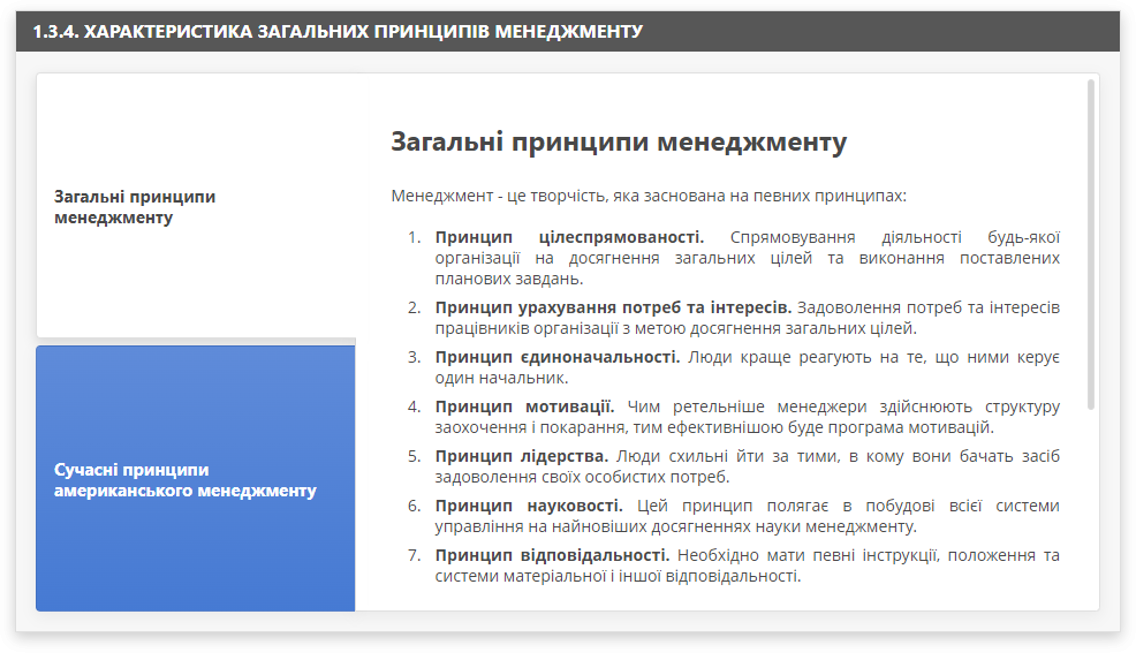 1.3.4. ХАРАКТЕРИСТИКА ЗАГАЛЬНИХ ПРИНЦИПІВ МЕНЕДЖМЕНТУ
Загальні принципи
менеджменту
Сучасні принципи
американського менеджменту
Загальні принципи менеджменту
Менеджмент - це творчість, яка заснована на певних принципах:
1. Принцип цілеспрямованості. Спрямовування діяльності будь-якої
організації на досягнення загальних цілей та виконання поставлених
планових завдань.
2. Принцип урахування потреб та інтересів. Задоволення потреб та інтересів
працівників організації з метою досягнення загальних цілей.
3. Принцип єдиноначальності. Люди краще реагують на те, що ними керує
один начальник.
4. Принцип мотивації. Чим ретельніше менеджери здійснюють структуру
заохочення і покарання, тим ефективнішою буде програма мотивацій.
5. Принцип лідерства. Люди схильні йти за тими, в кому вони бачать засіб
задоволення своїх особистих потреб.
6. Принцип науковості. Цей принцип полягає в побудові всієї системи
управління на найновіших досягненнях науки менеджменту.
7. Принцип відповідальності. Необхідно мати певні інструкції, положення та
системи матеріальної і іншої відповідальності.